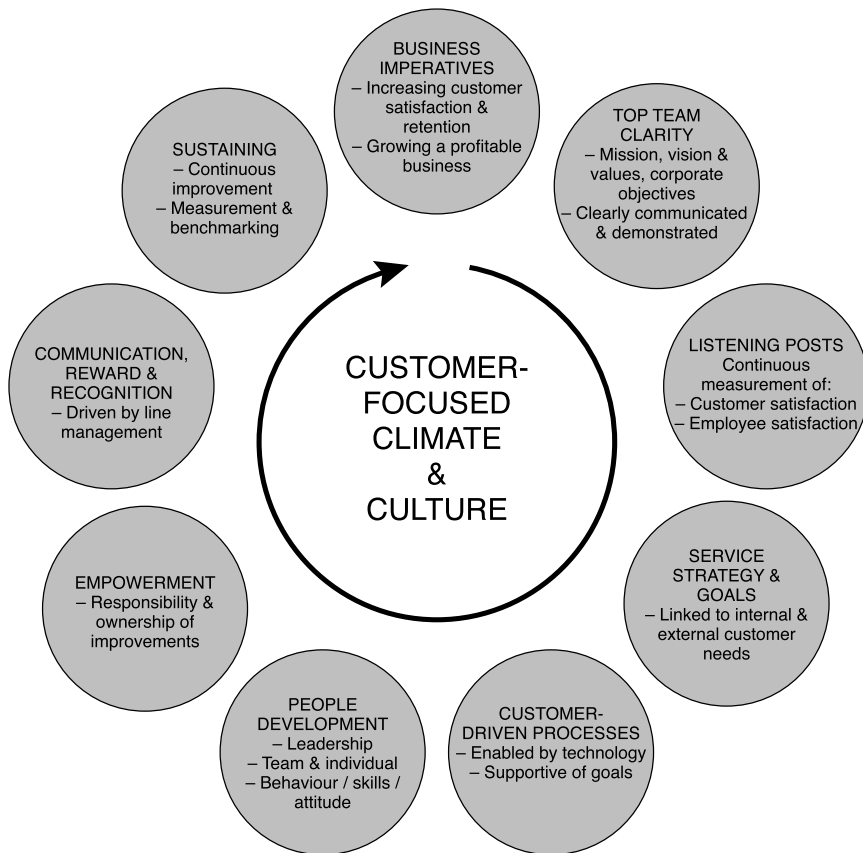 BUSINESS
IMPERATIVES
– Increasing customer
satisfaction &
retention
– Growing a profitable
business
TOP TEAM
CLARITY
– Mission, vision &
values, corporate
objectives
– Clearly communicated
& demonstrated
LISTENING POSTS
Continuous
measurement of:
– Customer satisfaction
– Employee satisfaction
SERVICE
STRATEGY &
GOALS
– Linked to internal &
external customer
needs
CUSTOMER-
DRIVEN PROCESSES
– Enabled by technology
– Supportive of goals
PEOPLE
DEVELOPMENT
– Leadership
– Team & individual
– Behaviour / skills /
attitude
EMPOWERMENT
– Responsibility &
ownership of
improvements
COMMUNICATION,
REWARD &
RECOGNITION
– Driven by line
management
SUSTAINING
– Continuous
improvement
– Measurement &
benchmarking
CUSTOMER-
FOCUSED
CLIMATE
&
CULTURE